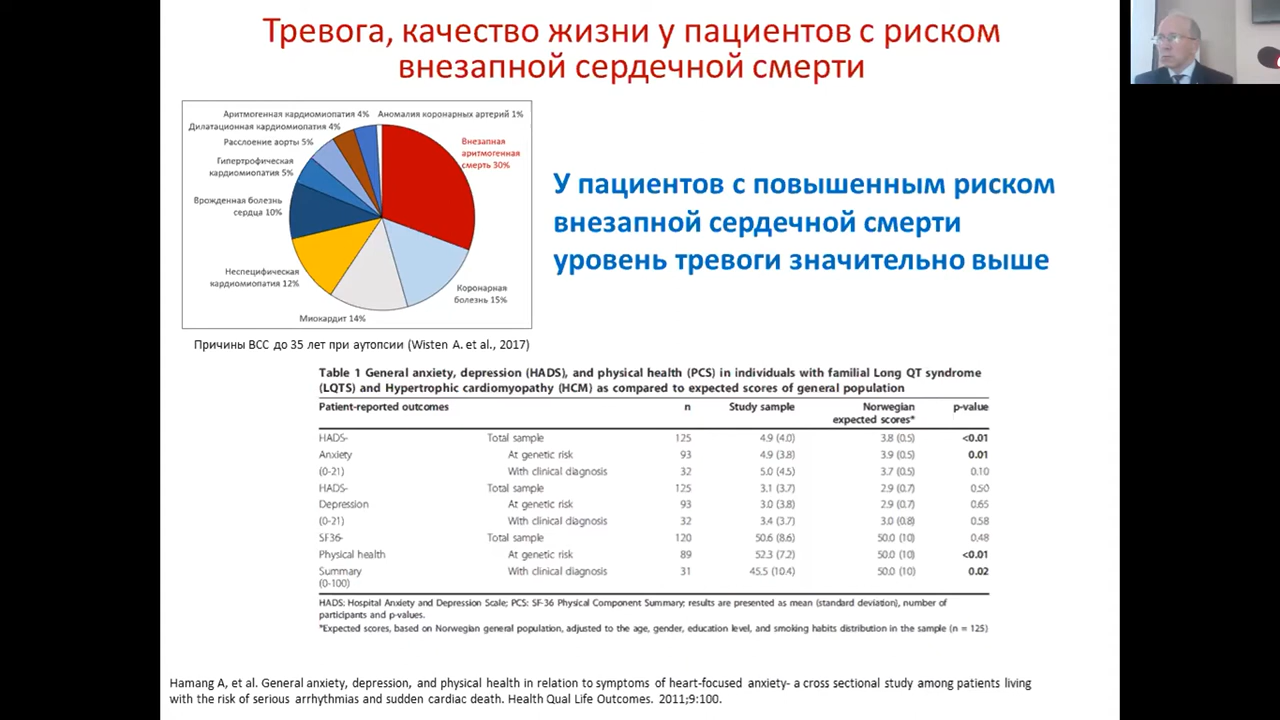 Тревога, качество жизни у пациентов с риском
внезапной сердечной смерти
Аритмогенная кардиомиопатия 4%
Аномалия коронарных артерий 1%
Дилатационная кардиомиопатия 4%
Расслоение аорты 5%
Гипертрофическая
кардиомиопатия 5%
Врожденная болезнь
сердца 10%
Неспецифическая
кардиомиопатия 12%
Миокардит 14%
Коронарная
болезнь 15%
Внезапная
аритмогенная
смерть 30%
Причины ВСС до 35 лет при аутопсии (Wisten A. et al., 2017)
У пациентов с повышенным риском
внезапной сердечной смерти
уровень тревоги значительно выше
Table 1 General anxiety, depression (HADS), and physical health (PCS) in individuals with familial Long QT syndrome
(LQTS) and Hypertrophic cardiomyopathy (HCM) as compared to expected scores of general population
Patient-reported outcomes n Study sample Norwegian p-value
expected scores*
HADS- Total sample 125 4.9 (4.0) 3.8 (0.5) <0.01
Anxiety At genetic risk 93 4.9 (3.8) 3.9 (0.5) 0.01
(0-21) With clinical diagnosis 32 5.0 (4.5) 3.7 (0.5) 0.10
HADS- Total sample 125 3.1 (3.7) 2.9 (0.7) 0.50
Depression At genetic risk 93 3.0 (3.8) 2.9 (0.7) 0.65
(0-21) With clinical diagnosis 32 3.4 (3.7) 3.0 (0.8) 0.58
SF36- Total sample 120 50.6 (8.6) 50.0 (10) 0.48
Physical health At genetic risk 89 52.3 (7.2) 50.0 (10) <0.01
Summary With clinical diagnosis 31 45.5 (10.4) 50.0 (10) 0.02
(0-100)
HADS: Hospital Anxiety and Depression Scale; PCS: SF-36 Physical Component Summary; results are presented as mean (standard deviation), number of
participants and p-values.
*Expected scores, based on Norwegian general population, adjusted to the age, gender, education level, and smoking habits distribution in the sample (n = 125)
Hamang A, et al. General anxiety, depression, and physical health in relation to symptoms of heart-focused anxiety- a cross sectional study among patients living
with the risk of serious arrhythmias and sudden cardiac death. Health Qual Life Outcomes. 2011;9:100.